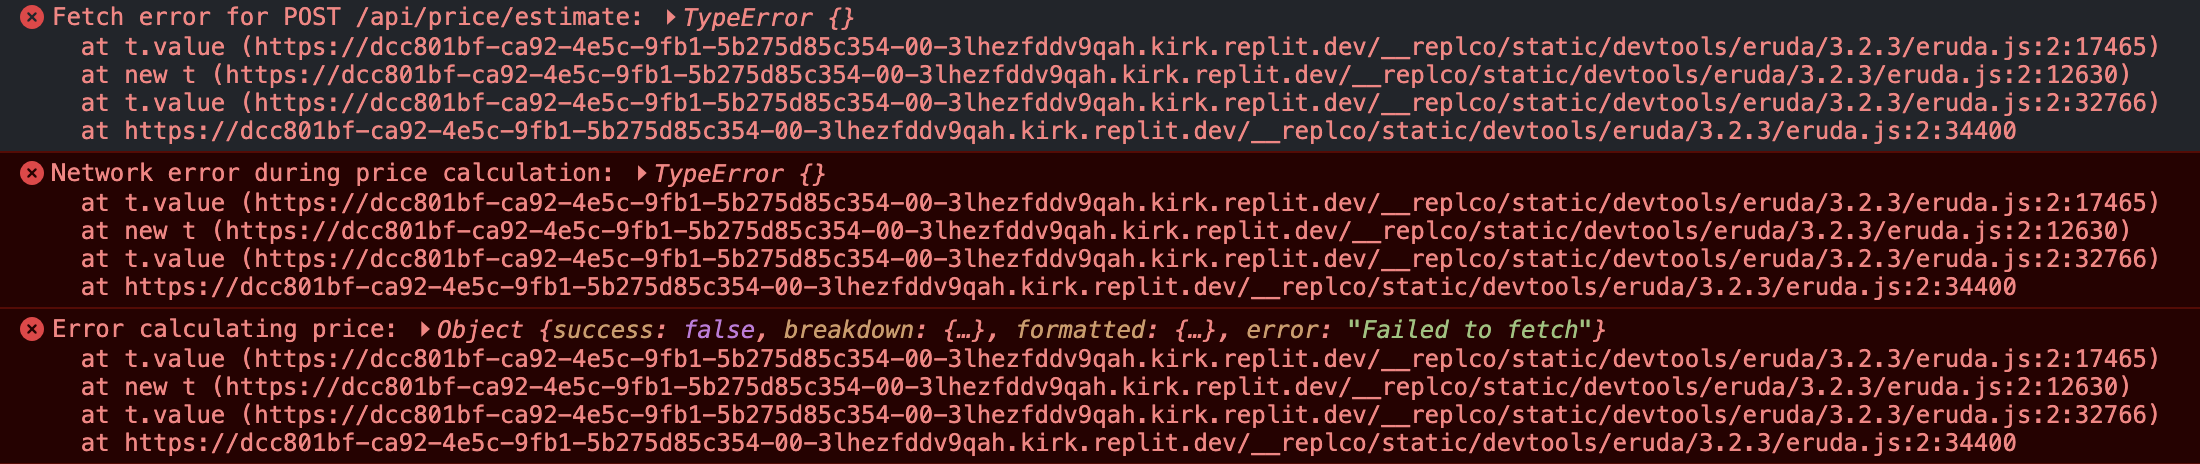 Fetch error for POST /api/price/estimate: ▶TypeError {}
at t.value (https://dcc801bf-ca92-4e5c-9fb1-5b275d85c354-00-3lhezfddv9qah.kirk.replit.dev/__replco/static/devtools/eruda/3.2.3/eruda.js:2:17465)
at new t (https://dcc801bf-ca92-4e5c-9fb1-5b275d85c354-00-3lhezfddv9qah.kirk.replit.dev/__replco/static/devtools/eruda/3.2.3/eruda.js:2:12630)
at t.value (https://dcc801bf-ca92-4e5c-9fb1-5b275d85c354-00-3lhezfddv9qah.kirk.replit.dev/__replco/static/devtools/eruda/3.2.3/eruda.js:2:32766)
at https://dcc801bf-ca92-4e5c-9fb1-5b275d85c354-00-3lhezfddv9qah.kirk.replit.dev/__replco/static/devtools/eruda/3.2.3/eruda.js:2:34400
Network error during price calculation: ▶TypeError {}
at t.value (https://dcc801bf-ca92-4e5c-9fb1-5b275d85c354-00-3lhezfddv9qah.kirk.replit.dev/__replco/static/devtools/eruda/3.2.3/eruda.js:2:17465)
at new t (https://dcc801bf-ca92-4e5c-9fb1-5b275d85c354-00-3lhezfddv9qah.kirk.replit.dev/__replco/static/devtools/eruda/3.2.3/eruda.js:2:12630)
at t.value (https://dcc801bf-ca92-4e5c-9fb1-5b275d85c354-00-3lhezfddv9qah.kirk.replit.dev/__replco/static/devtools/eruda/3.2.3/eruda.js:2:32766)
at https://dcc801bf-ca92-4e5c-9fb1-5b275d85c354-00-3lhezfddv9qah.kirk.replit.dev/__replco/static/devtools/eruda/3.2.3/eruda.js:2:34400
Error calculating price: ▶Object {success: false, breakdown: {…}, formatted: {…}, error: "Failed to fetch"}
at t.value (https://dcc801bf-ca92-4e5c-9fb1-5b275d85c354-00-3lhezfddv9qah.kirk.replit.dev/__replco/static/devtools/eruda/3.2.3/eruda.js:2:17465)
at new t (https://dcc801bf-ca92-4e5c-9fb1-5b275d85c354-00-3lhezfddv9qah.kirk.replit.dev/__replco/static/devtools/eruda/3.2.3/eruda.js:2:12630)
at t.value (https://dcc801bf-ca92-4e5c-9fb1-5b275d85c354-00-3lhezfddv9qah.kirk.replit.dev/__replco/static/devtools/eruda/3.2.3/eruda.js:2:32766)
at https://dcc801bf-ca92-4e5c-9fb1-5b275d85c354-00-3lhezfddv9qah.kirk.replit.dev/__replco/static/devtools/eruda/3.2.3/eruda.js:2:34400